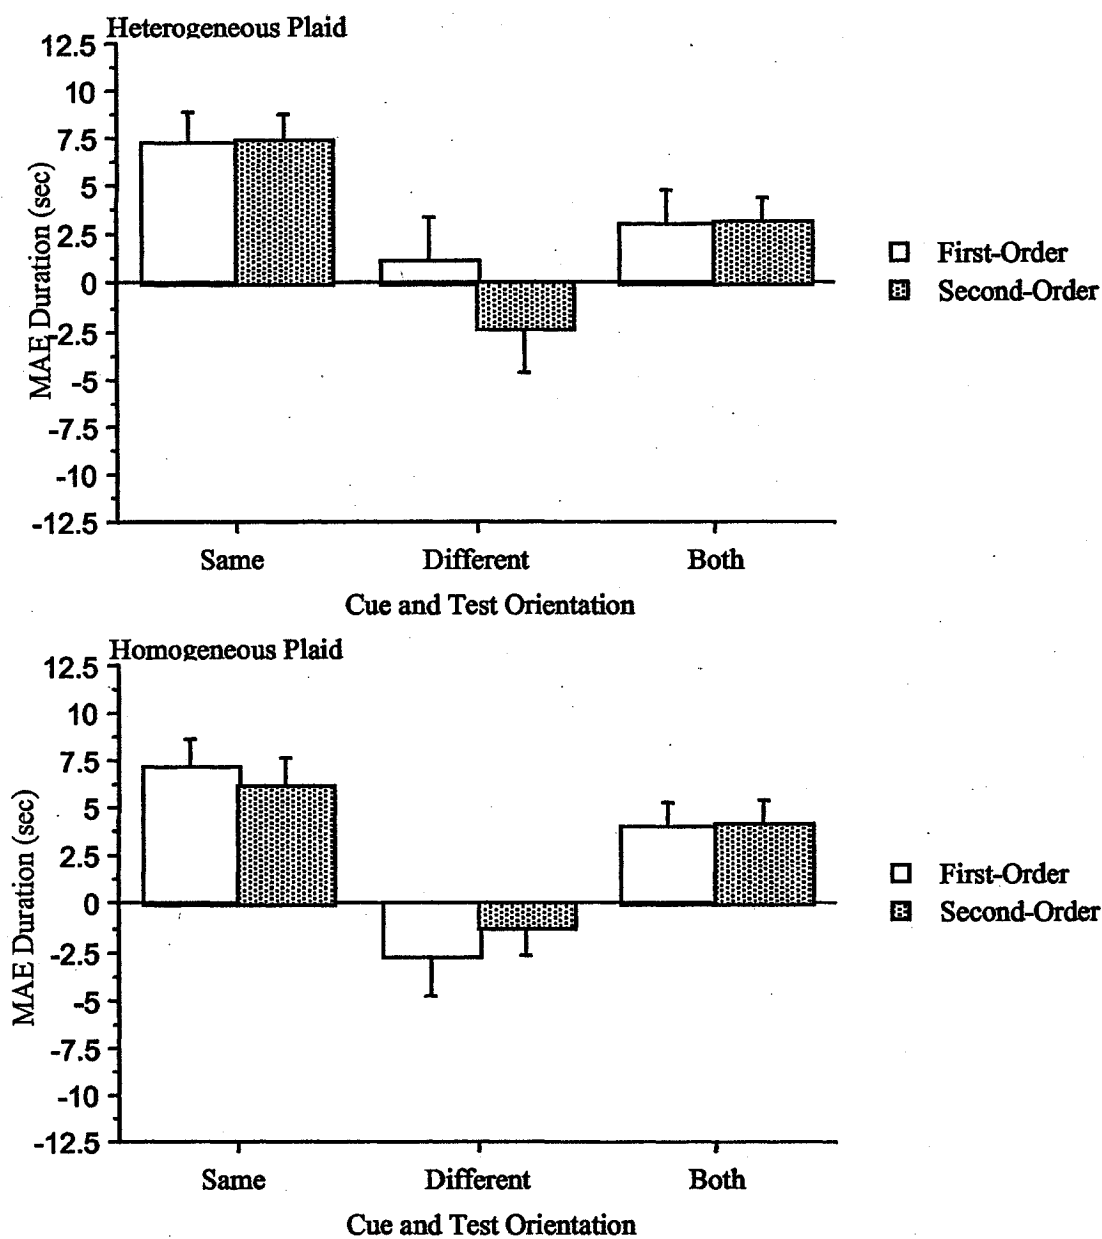 Heterogeneous Plaid
12.5
10
7.5
5
2.5
0
-2.5
-5
-7.5
-10
-12.5
MAE Duration (sec)
Same Different Both
Cue and Test Orientation
First-Order
Second-Order
Homogeneous Plaid
12.5
10
7.5
5
2.5
0
-2.5
-5
-7.5
-10
-12.5
MAE Duration (sec)
Same Different Both
Cue and Test Orientation
First-Order
Second-Order